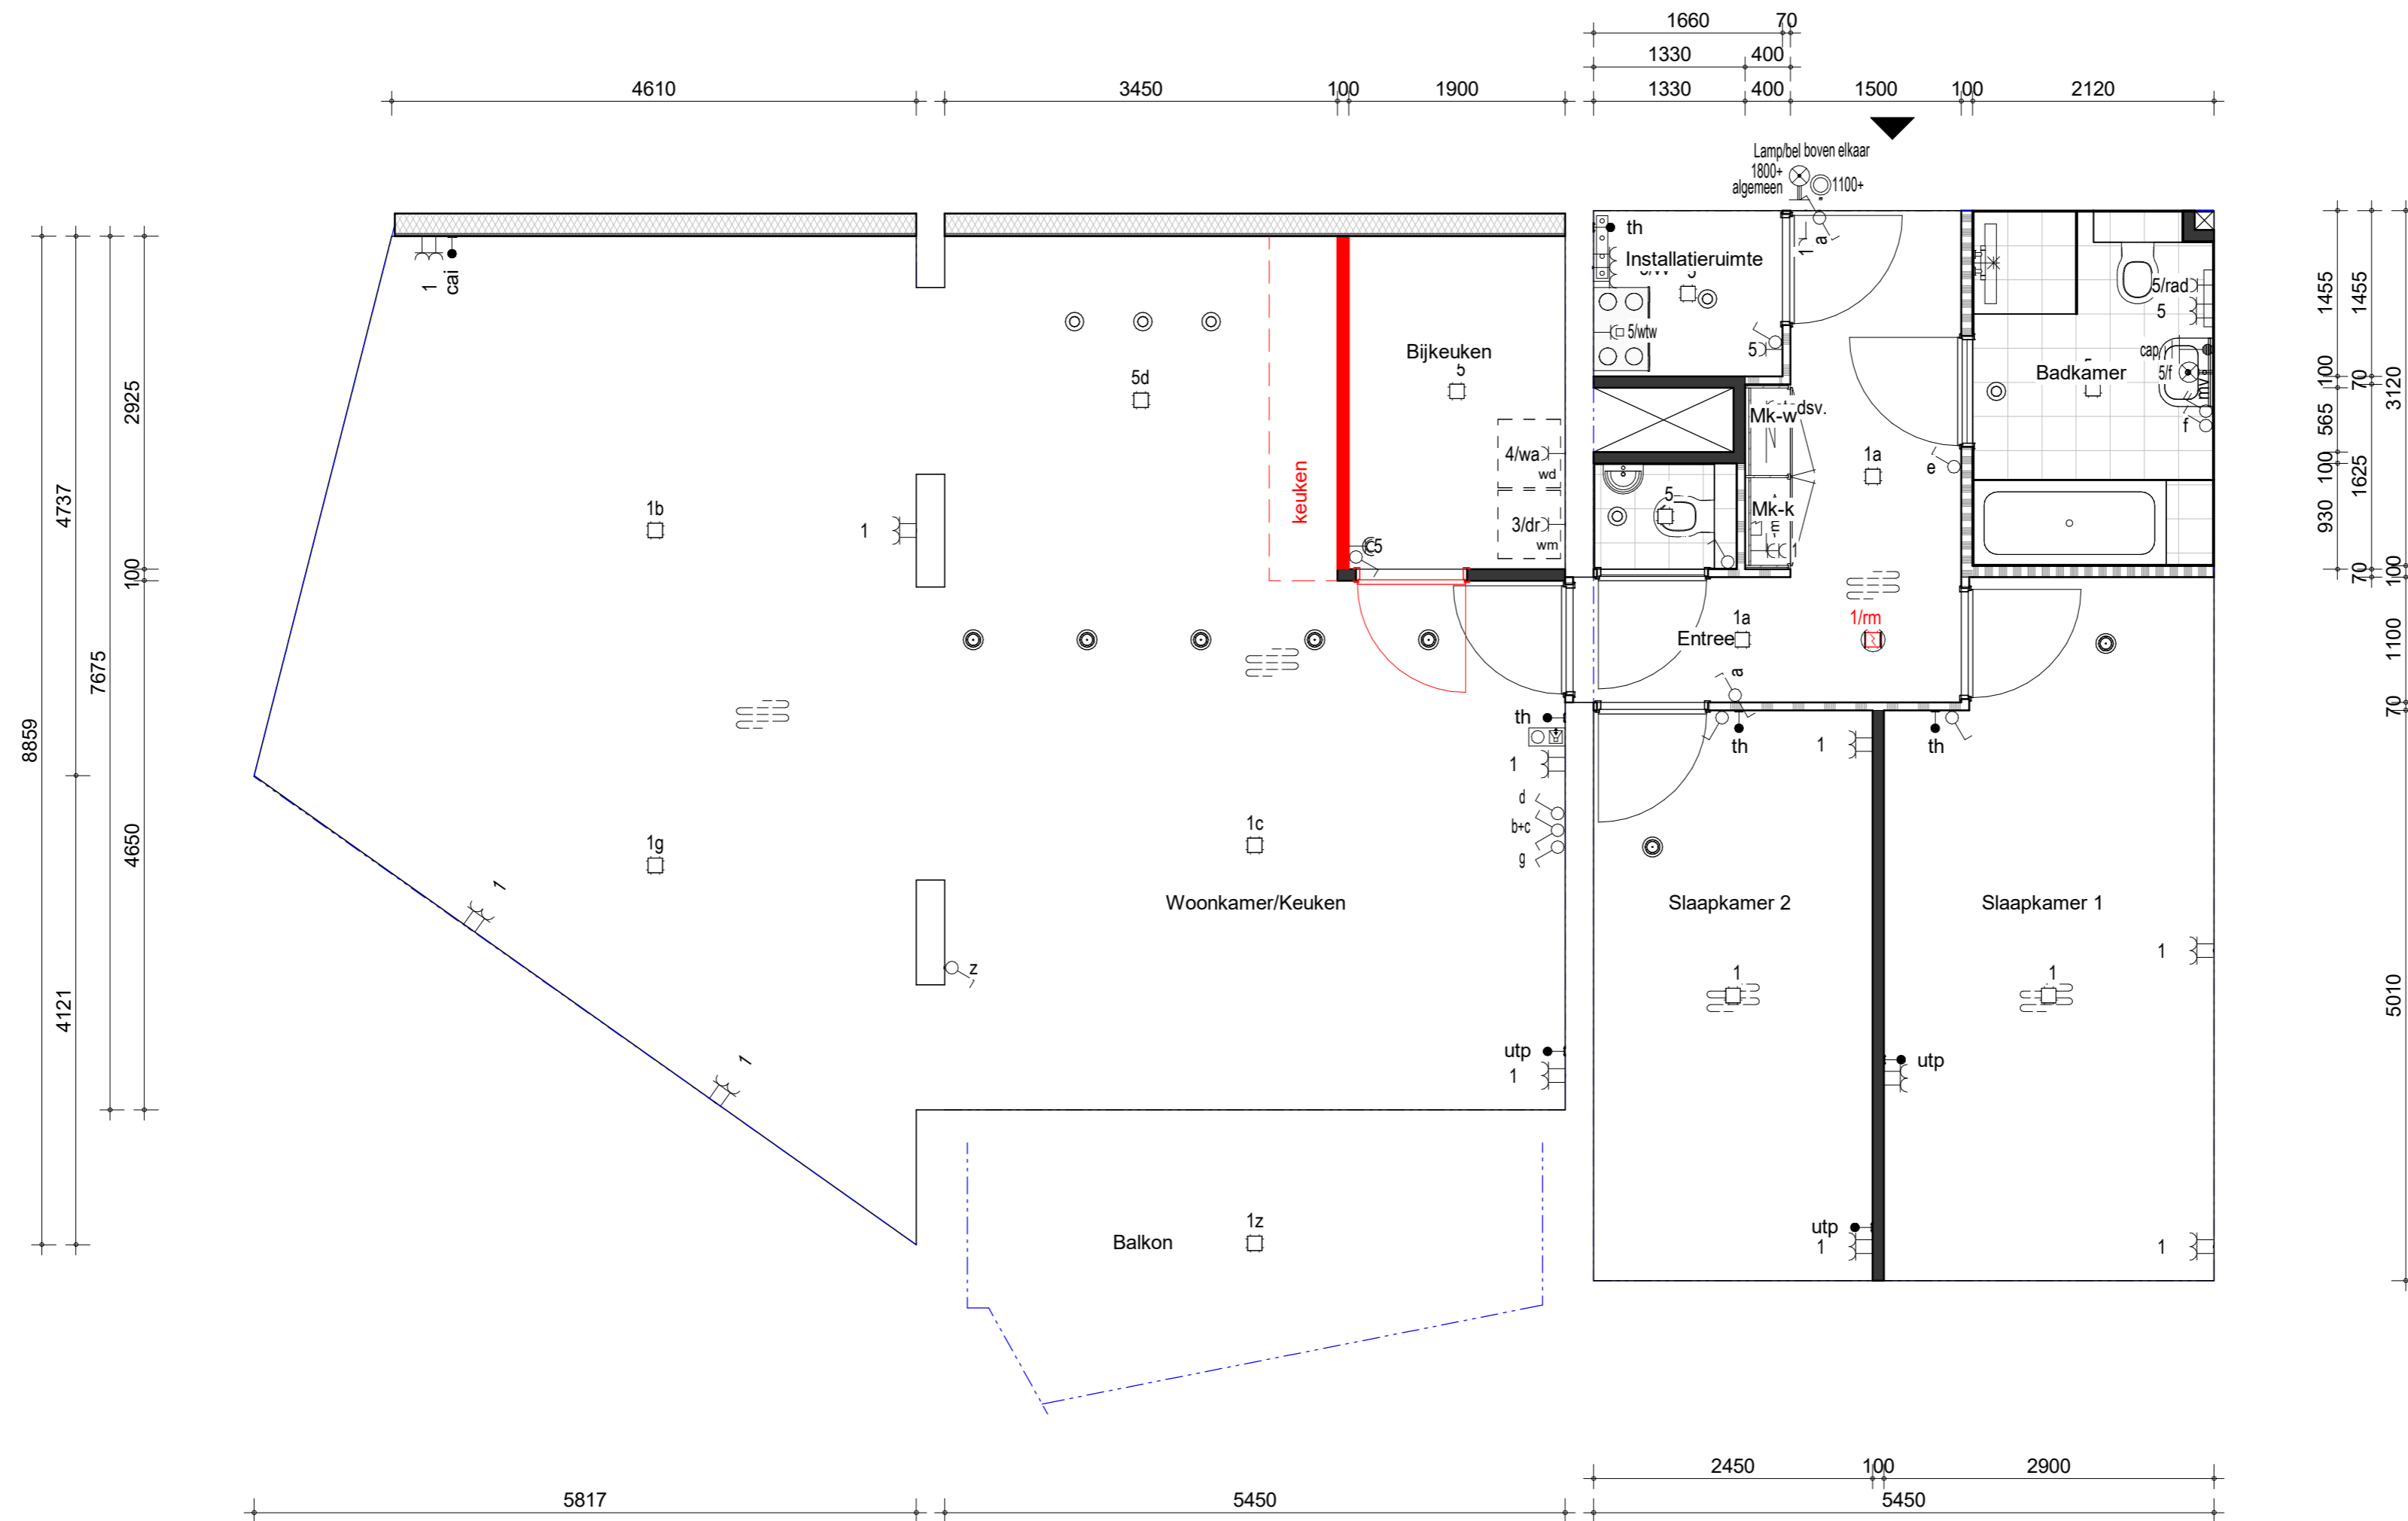 1660 70
1330 400
4610 3450 100 1900 1330 400 1500 100 2120
Lamp/bel boven elkaar
1800+
algemeen
1100+
th
Installatieruimte
1
a
1
cai
5/rad
5
5/wtw
5
cap
5/f
mv
f
Badkamer
Bijkeuken
5
5d
Mk-w
dsv.
4/wa
wd
1a
e
keuken
1b
1
5
Mk-k
1
3/dr
wm
5
1/rm
1a
Entree
a
th
th
th
1
1
d
b+c
g
1g
1c
1
Woonkamer/Keuken
Slaapkamer 2
Slaapkamer 1
z
1
1
1
utp
1
utp
1
Balkon
1z
utp
1
1
8859
4737
4121
7675
2925
100
4650
1455
100
565
100
930
1455
70
1625
70
3120
100
1100
70
5010
2450 100 2900
5817 5450 5450